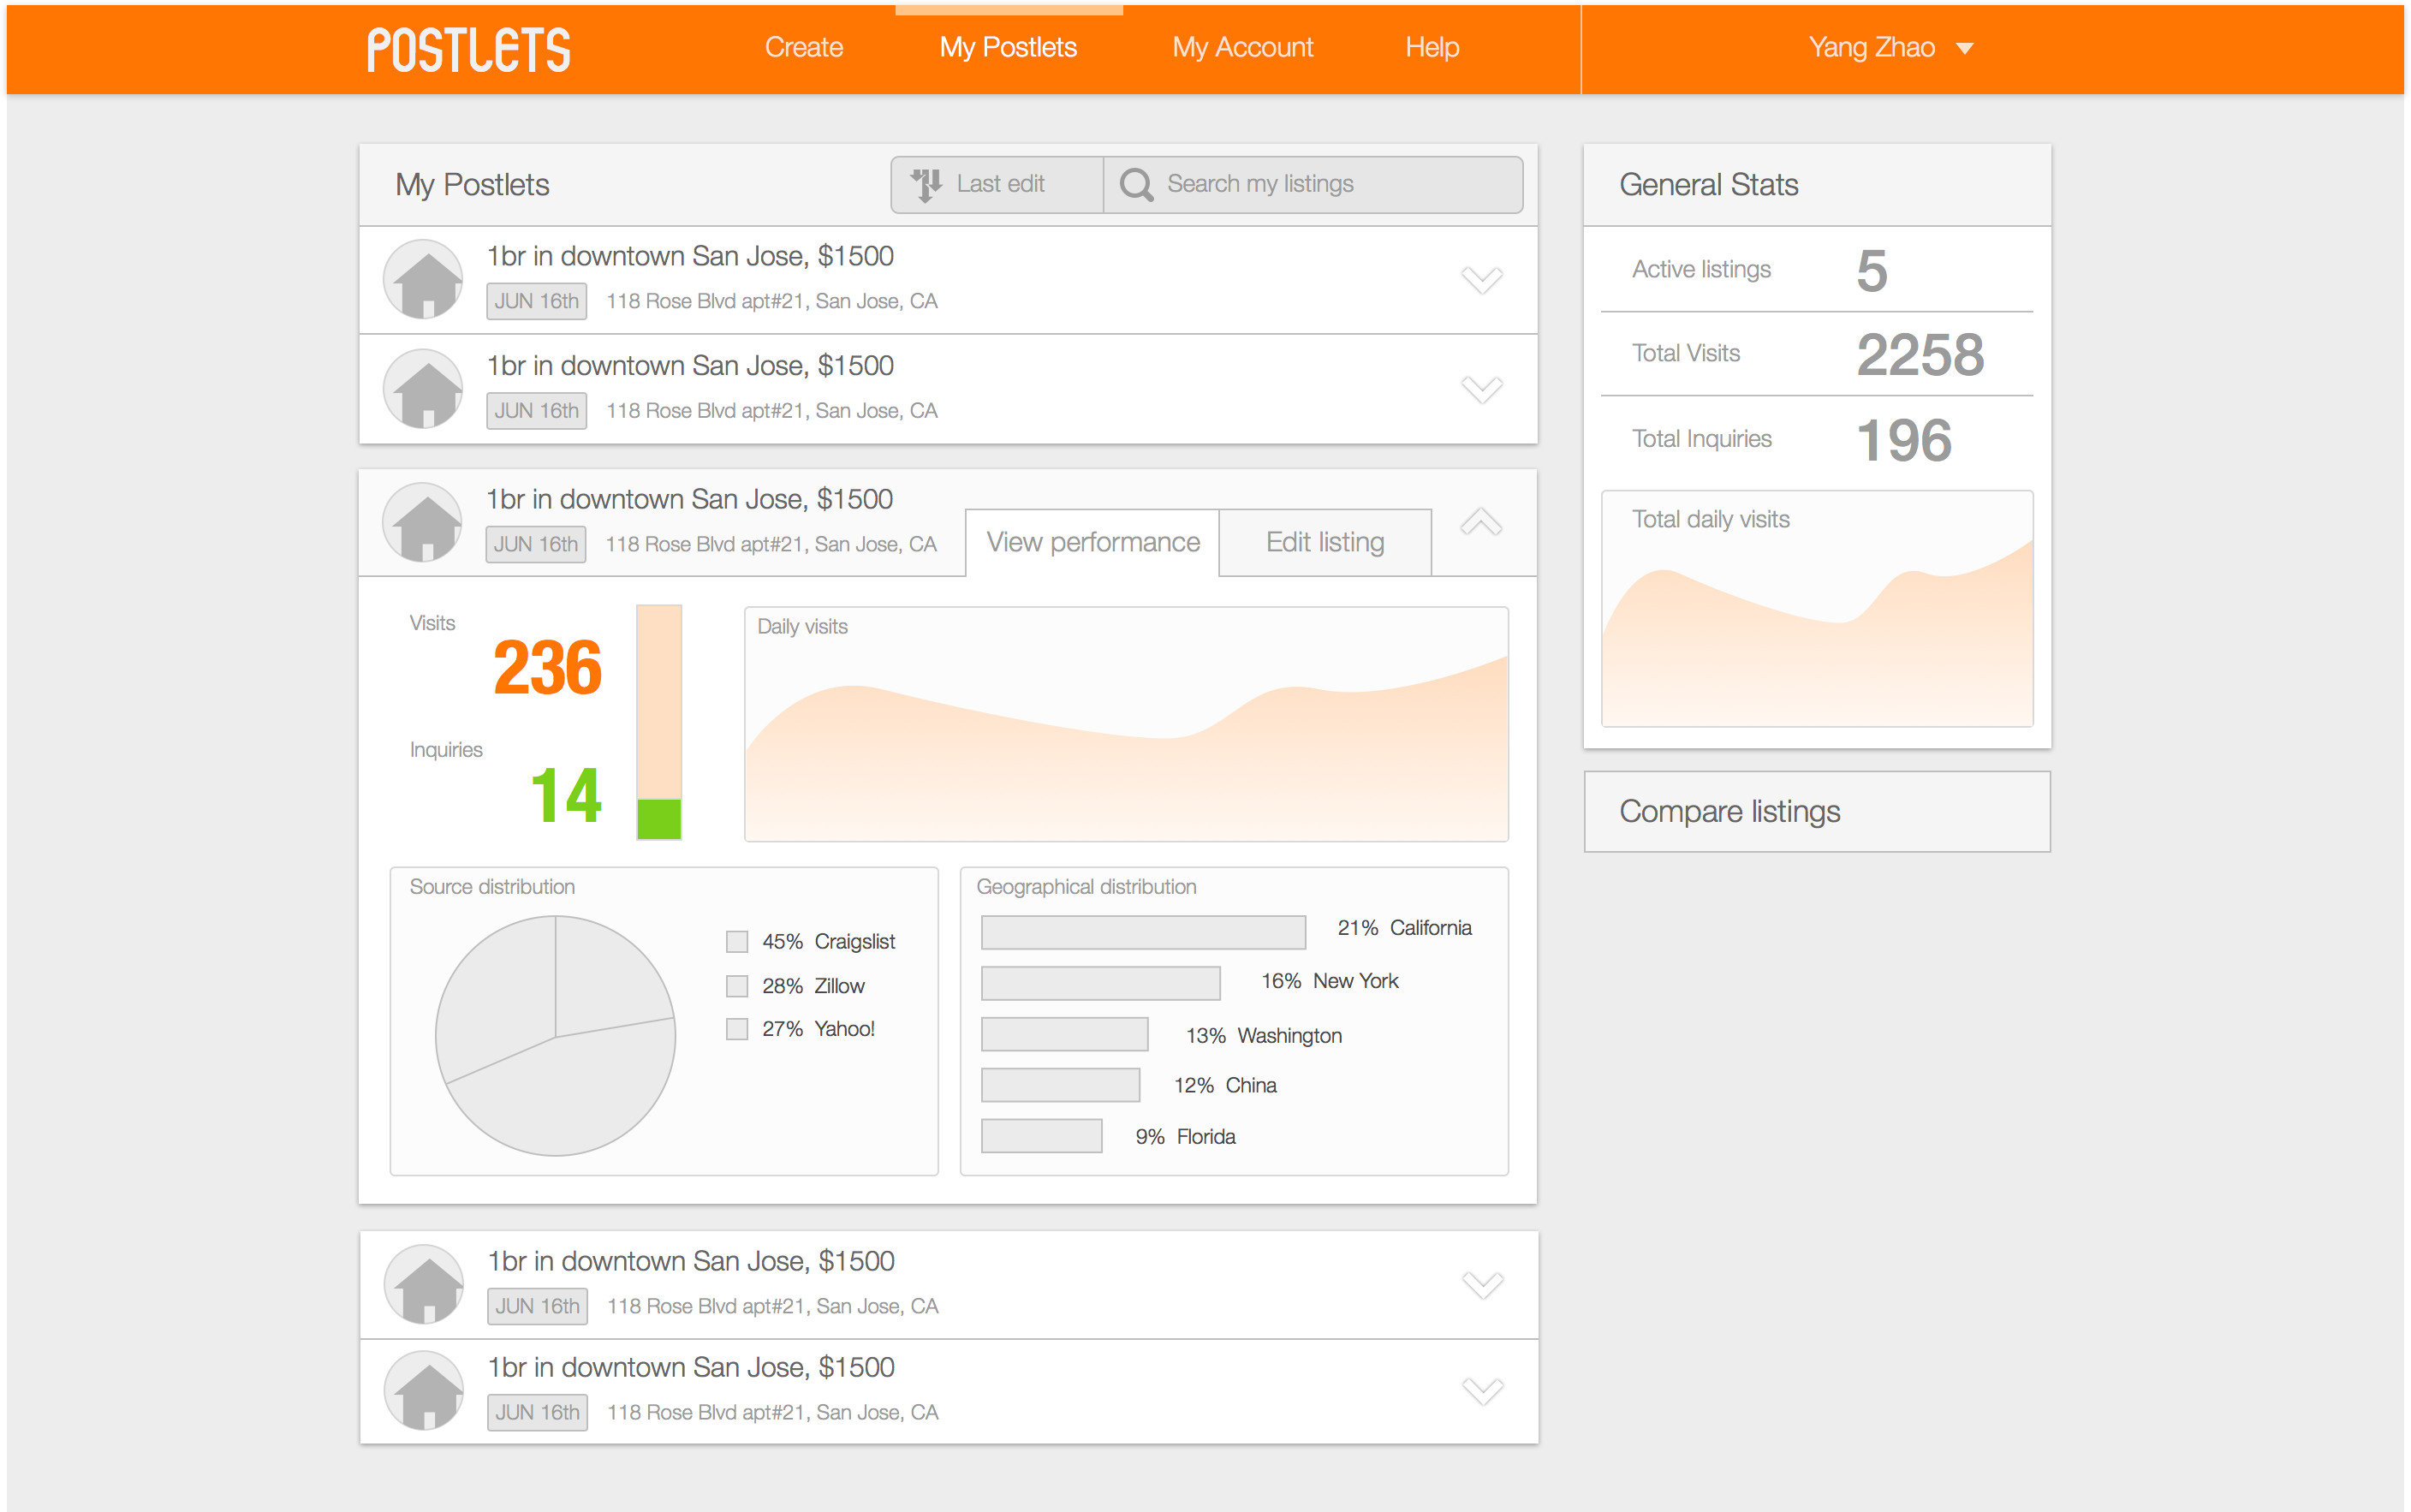 POSTLETS
Create
My Postlets
My Account
Help
Yang Zhao
My Postlets
Last edit
Search my listings
1br in downtown San Jose, $1500
JUN 16th 118 Rose Blvd apt#21, San Jose, CA
1br in downtown San Jose, $1500
JUN 16th 118 Rose Blvd apt#21, San Jose, CA
1br in downtown San Jose, $1500
JUN 16th 118 Rose Blvd apt#21, San Jose, CA
View performance
Edit listing
Visits
236
Inquiries
14
Daily visits
Source distribution
45% Craigslist
28% Zillow
27% Yahoo!
Geographical distribution
21% California
16% New York
13% Washington
12% China
9% Florida
1br in downtown San Jose, $1500
JUN 16th 118 Rose Blvd apt#21, San Jose, CA
1br in downtown San Jose, $1500
JUN 16th 118 Rose Blvd apt#21, San Jose, CA
General Stats
Active listings 5
Total Visits 2258
Total Inquiries 196
Total daily visits
Compare listings